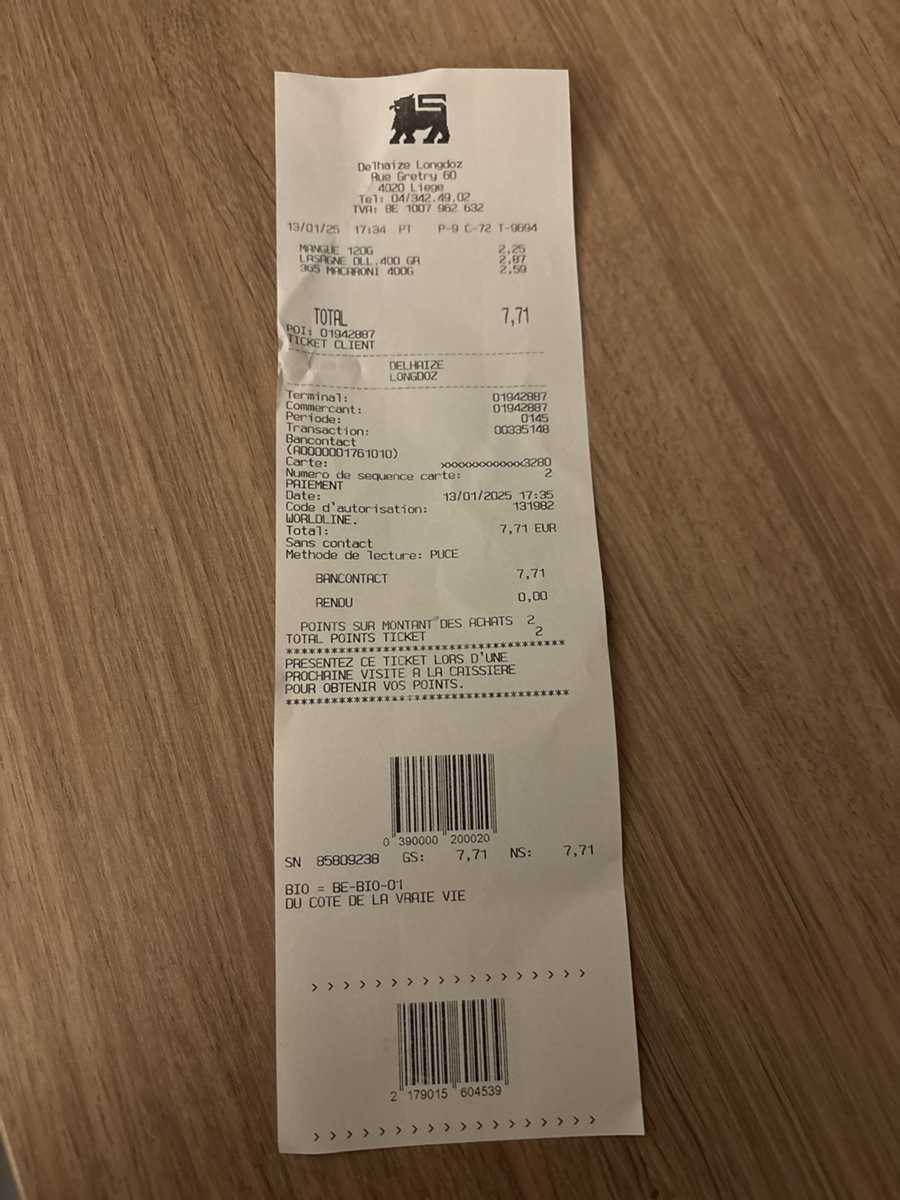 Delhaize Longdoz
Rue Gretry 60
4020 Liege
Tel: 04/342.49.02
TVA: BE 1007 962 632
13/01/25 17:34 PT P-9 C-72 T-9694
MANGUE 120G 2,25
LASAGNE DLL.400 GR 2,87
365 MACARONI 400G 2,59
TOTAL 7,71
POI: 01942887
TICKET CLIENT
DELHAIZE
LONGDOZ
Terminal: 01942887
Commercant: 01942887
Periode: 0145
Transaction: 00335148
Bancontact
(A0000001761010)
Carte: xxxxxxxxxxxxx3280
Numero de sequence carte: 2
PAIEMENT
Date: 13/01/2025 17:35
Code d'autorisation: 131982
WORLDLINE.
Total: 7,71 EUR
Sans contact
Methode de lecture: PUCE
BANCONTACT 7,71
RENDU 0,00
POINTS SUR MONTANT DES ACHATS 2
TOTAL POINTS TICKET 2
**************************************
PRESENTEZ CE TICKET LORS D'UNE
PROCHAINE VISITE A LA CAISSIERE
POUR OBTENIR VOS POINTS.
**************************************
0 390000 200020
SN 85809238 GS: 7,71 NS: 7,71
BIO = BE-BIO-01
DU COTE DE LA VRAIE VIE
> > > > > > > > > > > > > > > > > >
2 179015 604539
> > > > > > > > > > > > > > > > > >